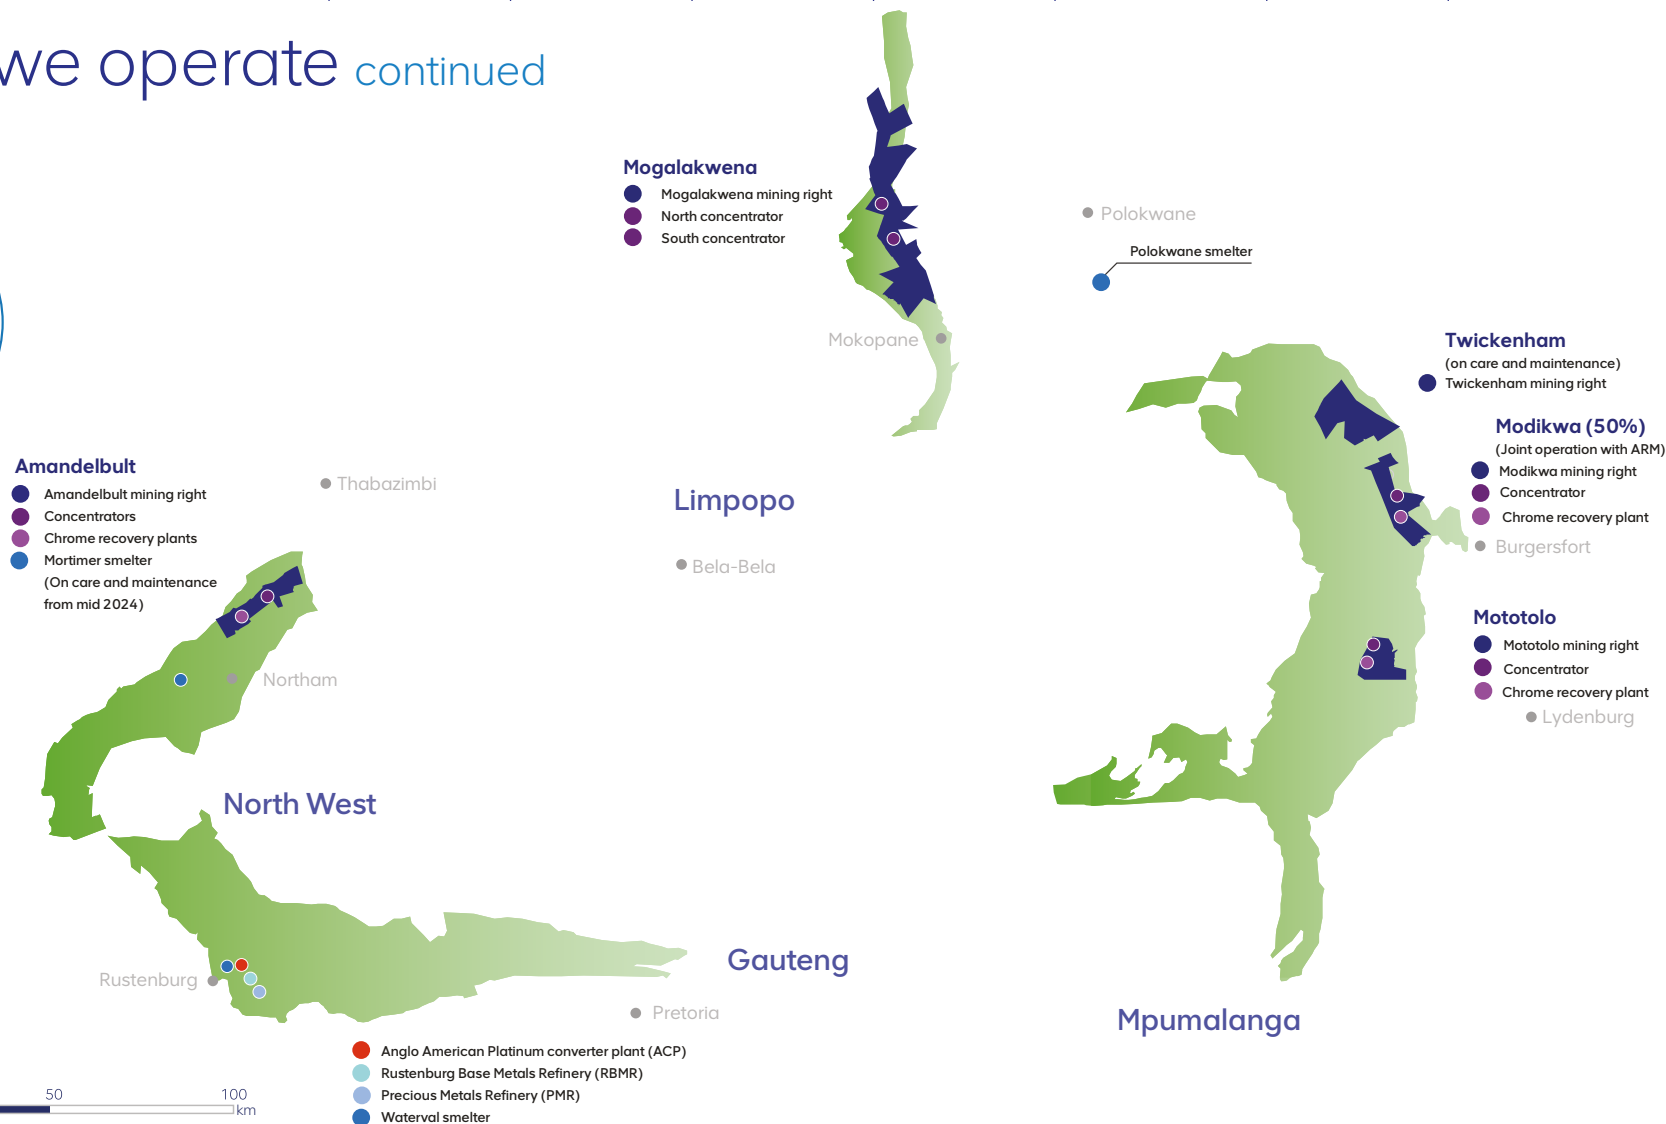 we operate continued
Mogalakwena
Mogalakwena mining right
North concentrator
South concentrator
Polokwane
Polokwane smelter
Mokopane
Twickenham
(on care and maintenance)
Twickenham mining right
Modikwa (50%)
(Joint operation with ARM)
Modikwa mining right
Concentrator
Chrome recovery plant
Burgersfort
Amandelbult
Amandelbult mining right
Concentrators
Chrome recovery plants
Mortimer smelter
(On care and maintenance
from mid 2024)
Thabazimbi
Limpopo
Bela-Bela
Northam
Mototolo
Mototolo mining right
Concentrator
Chrome recovery plant
Lydenburg
North West
Gauteng
Rustenburg
Pretoria
Mpumalanga
Anglo American Platinum converter plant (ACP)
Rustenburg Base Metals Refinery (RBMR)
Precious Metals Refinery (PMR)
Waterval smelter
50 100
km